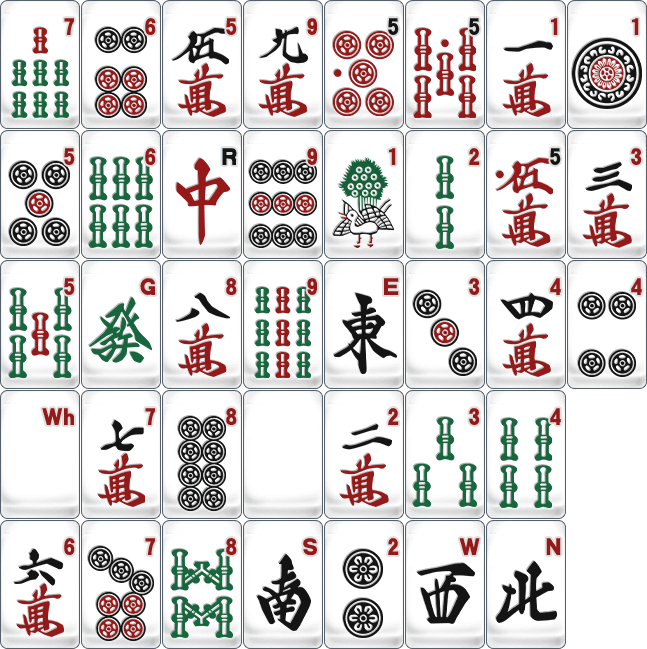 7 6 5 伍萬 9 九萬 5 5 1 一萬 1
5 6 R 中 9 1 2 5 伍萬 3 三萬
5 G 發 8 八萬 9 E 東 3 4 四萬 4
Wh 7 七萬 8 2 二萬 3 4
6 六萬 7 8 S 南 2 W 西 N 北